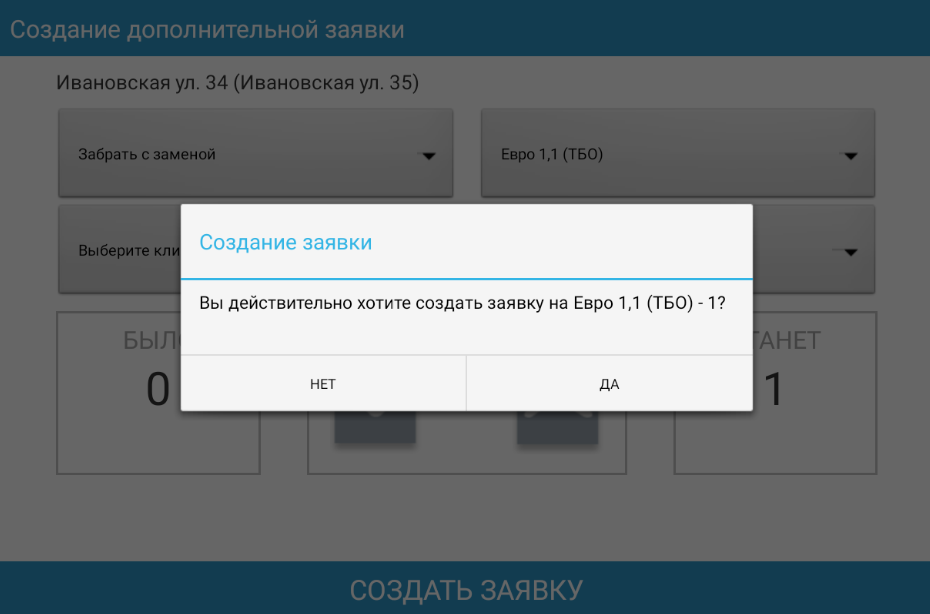 Создание дополнительной заявки
Ивановская ул. 34 (Ивановская ул. 35)
Забрать с заменой
Евро 1,1 (ТБО)
Выберите кли
Создание заявки
Вы действительно хотите создать заявку на Евро 1,1 (ТБО) - 1?
БЫЛ
ТАНЕТ
0
1
НЕТ
ДА
СОЗДАТЬ ЗАЯВКУ